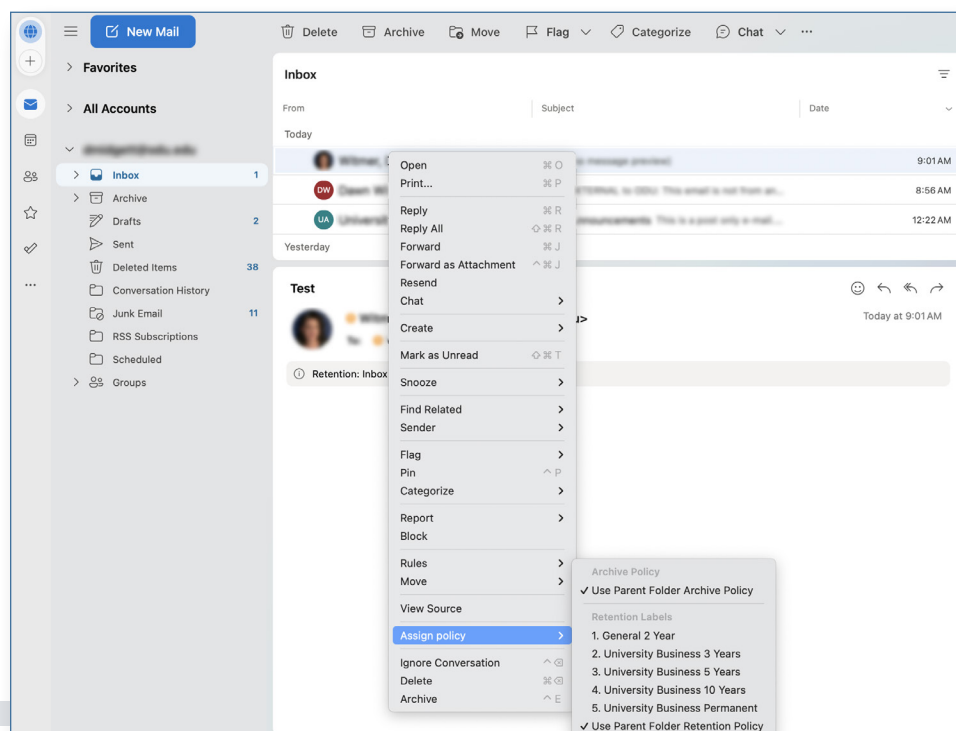 New Mail
Delete Archive Move Flag Categorize Chat ...
Favorites
All Accounts
Inbox 1
Archive
Drafts 2
Sent
Deleted Items 38
Conversation History
Junk Email 11
RSS Subscriptions
Scheduled
Groups
Inbox
From Subject Date
Today
9:01 AM
DW 8:56 AM
UA 12:22 AM
Yesterday
Test
Today at 9:01 AM
Retention: Inbox
Open ⌘ O
Print... ⌘ P
Reply ⌘ R
Reply All ⇧ ⌘ R
Forward ⌘ J
Forward as Attachment ^ ⌘ J
Resend
Chat
Create
Mark as Unread ⇧ ⌘ T
Snooze
Find Related
Sender
Flag
Pin ^ P
Categorize
Report
Block
Rules
Move
View Source
Assign policy
Ignore Conversation ^ ⌫
Delete ⌘ ⌫
Archive ^ E
Archive Policy
✓ Use Parent Folder Archive Policy
Retention Labels
1. General 2 Year
2. University Business 3 Years
3. University Business 5 Years
4. University Business 10 Years
5. University Business Permanent
✓ Use Parent Folder Retention Policy